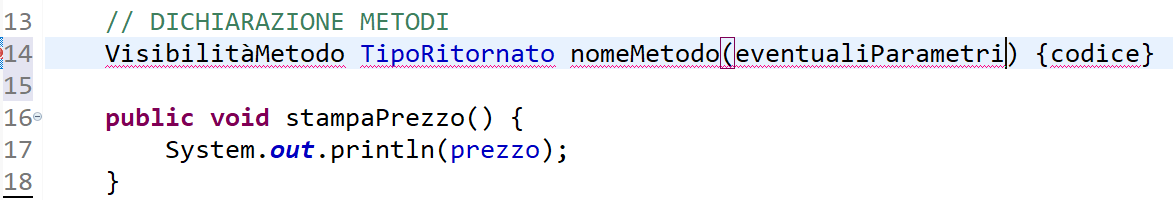 13 // DICHIARAZIONE METODI
14 VisibilitàMetodo TipoRitornato nomeMetodo(eventualiParametri) {codice}
15
16 public void stampaPrezzo() {
17 System.out.println(prezzo);
18 }